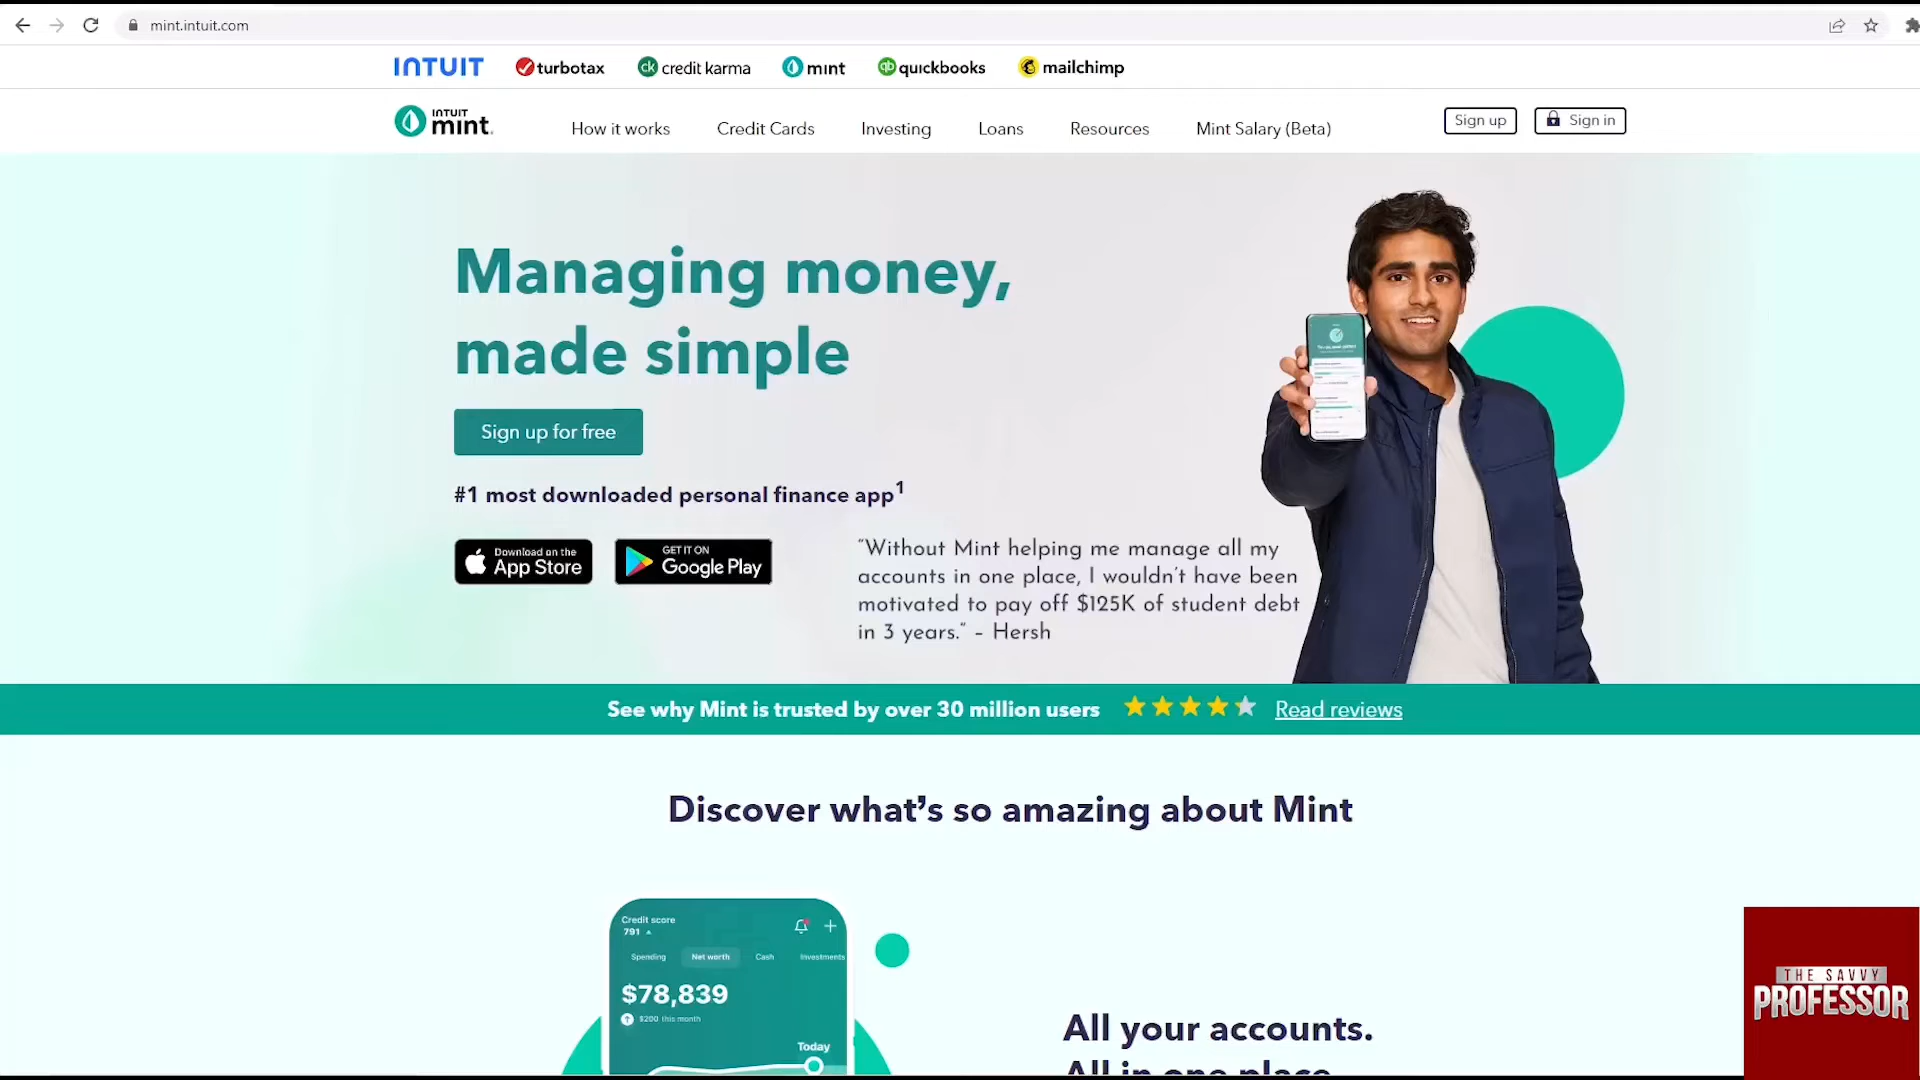 mint.intuit.com
INTUIT
turbotax
ck credit karma
mint
qb quickbooks
mailchimp
INTUIT
mint.
How it works
Credit Cards
Investing
Loans
Resources
Mint Salary (Beta)
Sign up
Sign in
Managing money,
made simple
Sign up for free
#1 most downloaded personal finance app1
Download on the
App Store
GET IT ON
Google Play
“Without Mint helping me manage all my
accounts in one place, I wouldn’t have been
motivated to pay off $125K of student debt
in 3 years.” – Hersh
See why Mint is trusted by over 30 million users
Read reviews
Discover what’s so amazing about Mint
Credit score
791
Spending
Net worth
Cash
Investments
$78,839
$200 this month
Today
All your accounts.
All in one place
THE SAVVY
PROFESSOR